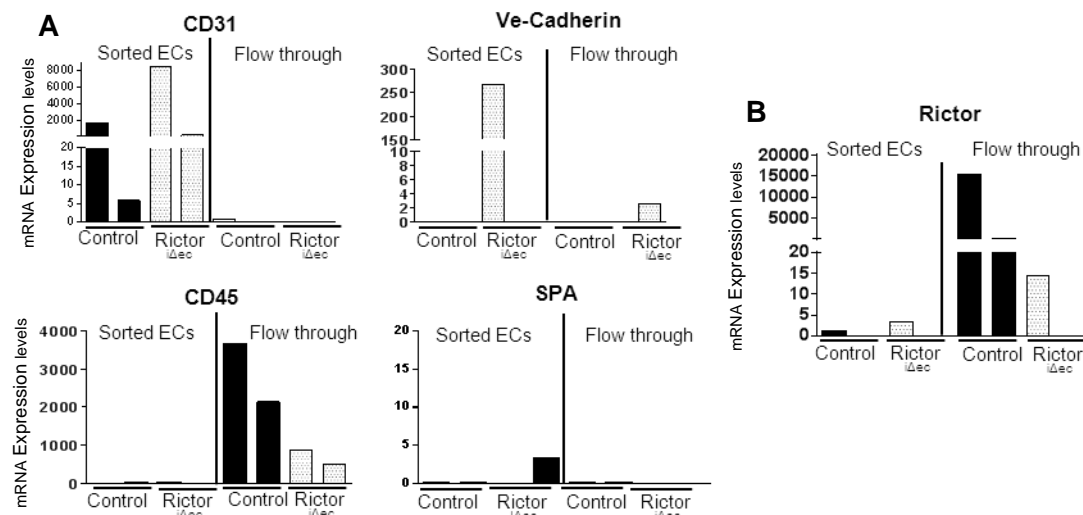 A
CD31
Sorted ECs Flow through
mRNA Expression levels
8000
6000
4000
2000
20
15
10
5
0
Control Rictor Control Rictor
iΔec iΔec
Ve-Cadherin
Sorted ECs Flow through
300
250
200
150
10
8
6
4
2
0
Control Rictor Control Rictor
iΔec iΔec
B
Rictor
Sorted ECs Flow through
mRNA Expression levels
20000
15000
10000
5000
20
15
10
5
0
Control Rictor Control Rictor
iΔec iΔec
CD45
Sorted ECs Flow through
mRNA Expression levels
4000
3000
2000
1000
0
Control Rictor Control Rictor
iΔec iΔec
SPA
Sorted ECs Flow through
20
15
10
5
0
Control Rictor Control Rictor